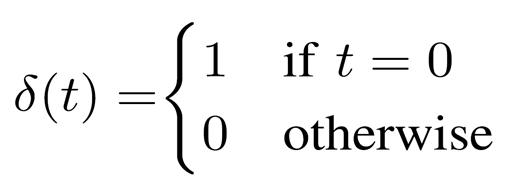 δ(t) = { 1 if t = 0
0 otherwise